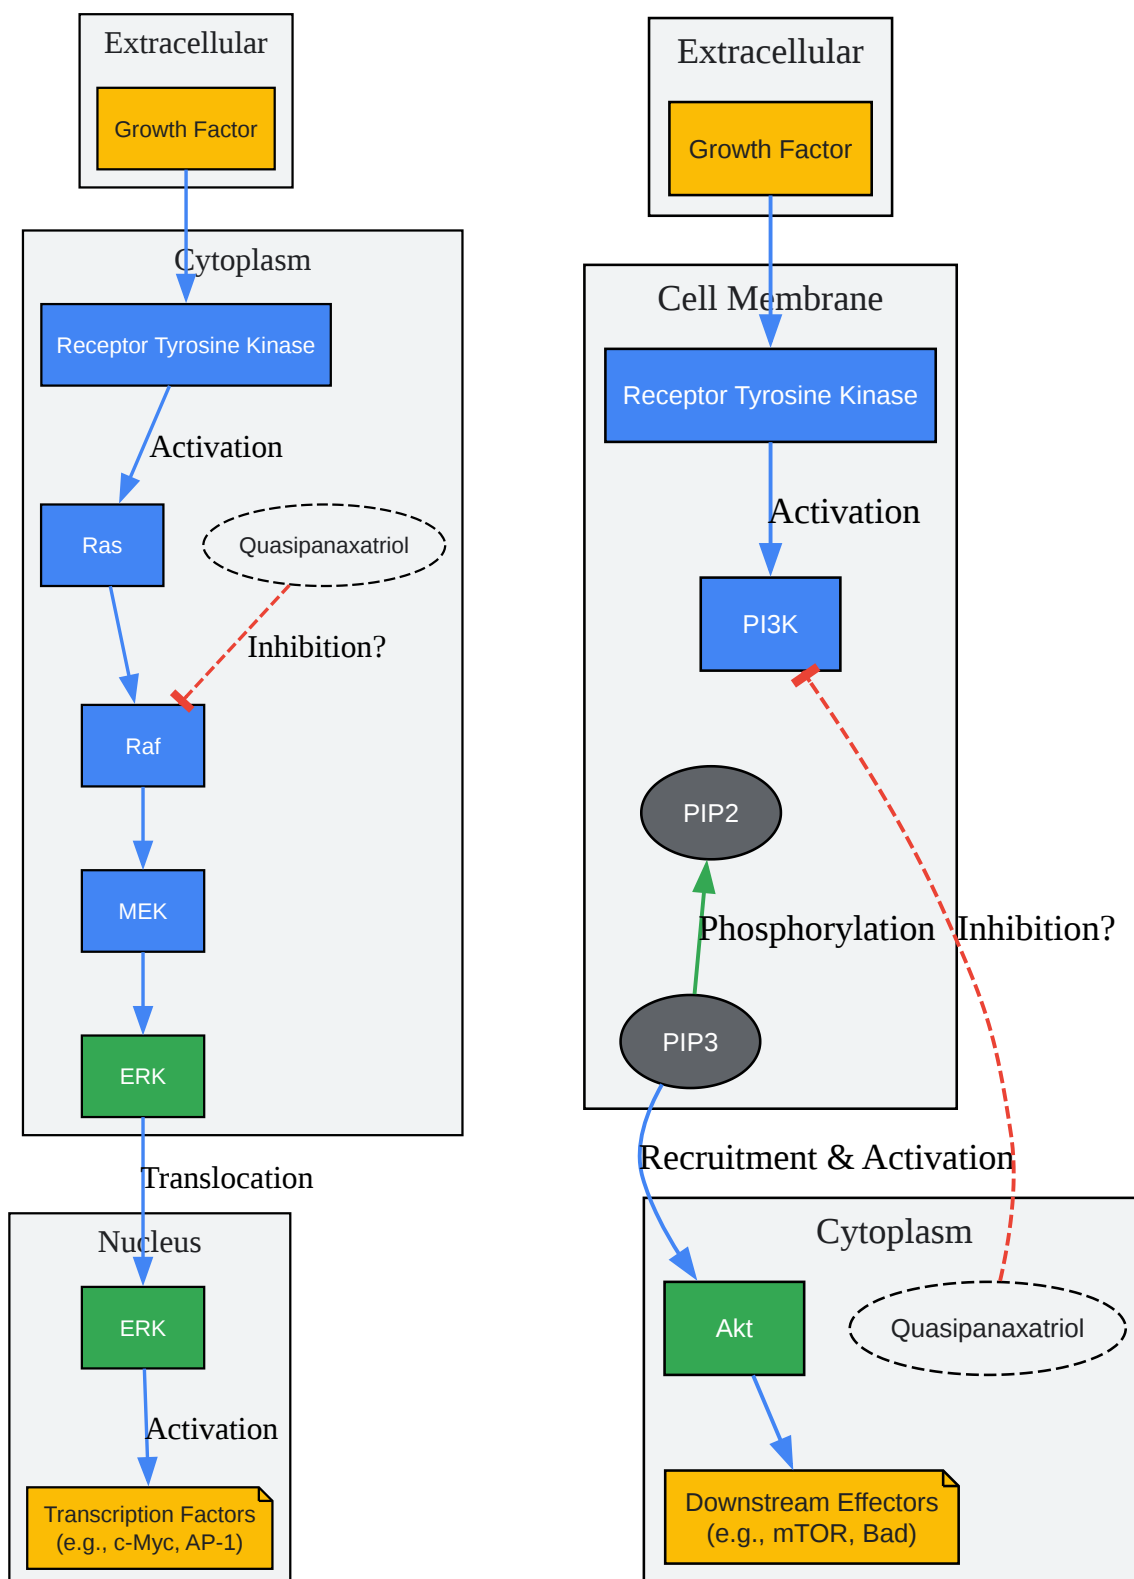 Extracellular
Growth Factor
Cytoplasm
Receptor Tyrosine Kinase
Activation
Ras
Quasipanaxatriol
Inhibition?
Raf
MEK
ERK
Translocation
Nucleus
ERK
Activation
Transcription Factors
(e.g., c-Myc, AP-1)
Extracellular
Growth Factor
Cell Membrane
Receptor Tyrosine Kinase
Activation
PI3K
PIP2
Phosphorylation
Inhibition?
PIP3
Recruitment & Activation
Cytoplasm
Akt
Quasipanaxatriol
Downstream Effectors
(e.g., mTOR, Bad)